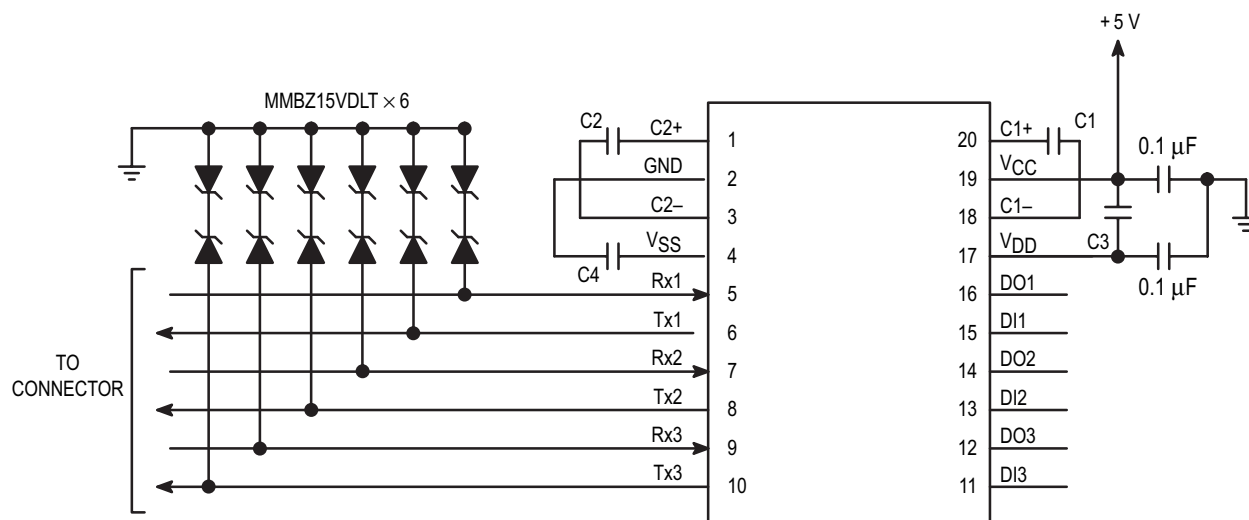 + 5 V
MMBZ15VDLT × 6
C2 C2+ 1 20 C1+ C1
0.1 µF
GND 2 19 VCC
C2– 3 18 C1–
VSS 4 17 VDD C3
C4
0.1 µF
Rx1 5 16 DO1
Tx1 6 15 DI1
Rx2 7 14 DO2
TO
CONNECTOR
Tx2 8 13 DI2
Rx3 9 12 DO3
Tx3 10 11 DI3